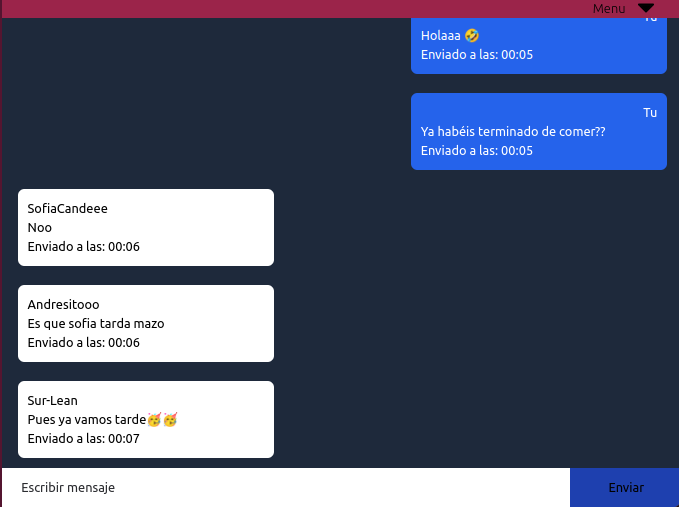 Menu
Tu
Holaaa 🤣
Enviado a las: 00:05
Tu
Ya habéis terminado de comer??
Enviado a las: 00:05
SofiaCandeee
Noo
Enviado a las: 00:06
Andresitooo
Es que sofia tarda mazo
Enviado a las: 00:06
Sur-Lean
Pues ya vamos tarde🥳🥳
Enviado a las: 00:07
Escribir mensaje
Enviar